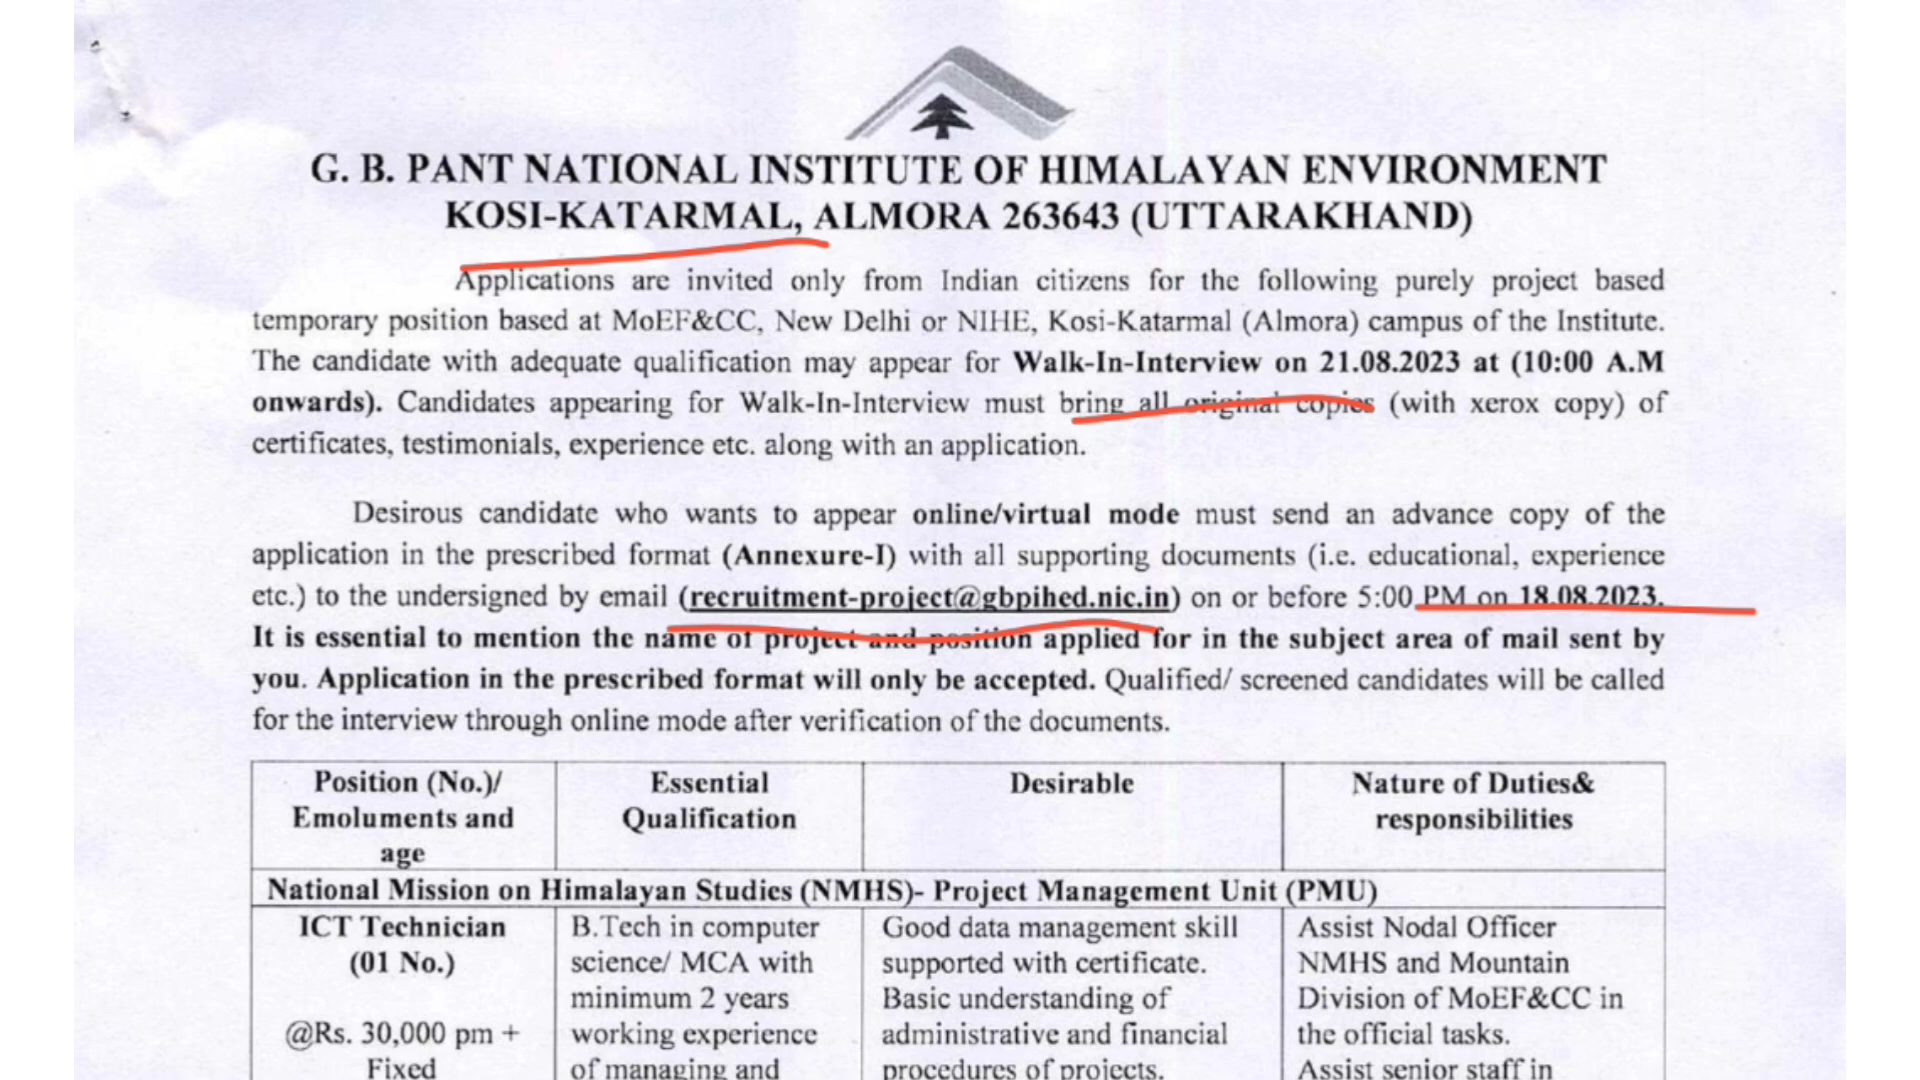 G. B. PANT NATIONAL INSTITUTE OF HIMALAYAN ENVIRONMENT
KOSI-KATARMAL, ALMORA 263643 (UTTARAKHAND)
Applications are invited only from Indian citizens for the following purely project based
temporary position based at MoEF&CC, New Delhi or NIHE, Kosi-Katarmal (Almora) campus of the Institute.
The candidate with adequate qualification may appear for Walk-In-Interview on 21.08.2023 at (10:00 A.M
onwards). Candidates appearing for Walk-In-Interview must bring all original copies (with xerox copy) of
certificates, testimonials, experience etc. along with an application.
Desirous candidate who wants to appear online/virtual mode must send an advance copy of the
application in the prescribed format (Annexure-I) with all supporting documents (i.e. educational, experience
etc.) to the undersigned by email (recruitment-project@gbpihed.nic.in) on or before 5:00 PM on 18.08.2023.
It is essential to mention the name of project and position applied for in the subject area of mail sent by
you. Application in the prescribed format will only be accepted. Qualified/ screened candidates will be called
for the interview through online mode after verification of the documents.
Position (No.)/
Emoluments and
age
Essential
Qualification
Desirable
Nature of Duties&
responsibilities
National Mission on Himalayan Studies (NMHS)- Project Management Unit (PMU)
ICT Technician
(01 No.)
@Rs. 30,000 pm +
Fixed
B.Tech in computer
science/ MCA with
minimum 2 years
working experience
of managing and
Good data management skill
supported with certificate.
Basic understanding of
administrative and financial
procedures of projects.
Assist Nodal Officer
NMHS and Mountain
Division of MoEF&CC in
the official tasks.
Assist senior staff in